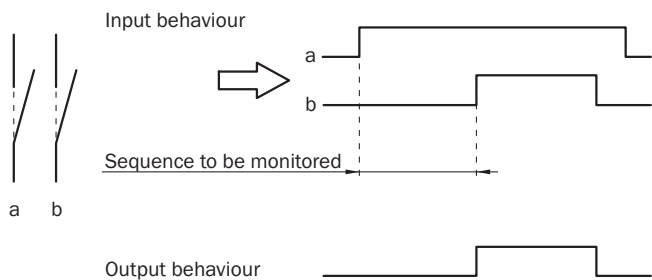 Input behaviour
a
b
Sequence to be monitored
a b
Output behaviour